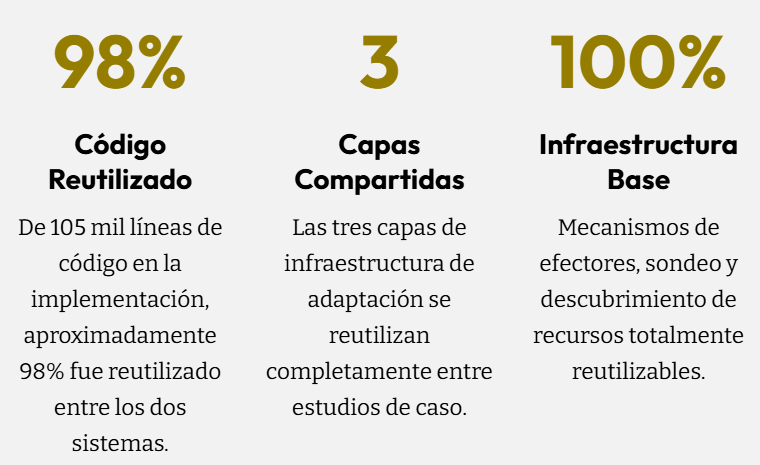 98%
Código
Reutilizado
De 105 mil líneas de
código en la
implementación,
aproximadamente
98% fue reutilizado
entre los dos
sistemas.
3
Capas
Compartidas
Las tres capas de
infraestructura de
adaptación se
reutilizan
completamente entre
estudios de caso.
100%
Infraestructura
Base
Mecanismos de
efectores, sondeo y
descubrimiento de
recursos totalmente
reutilizables.